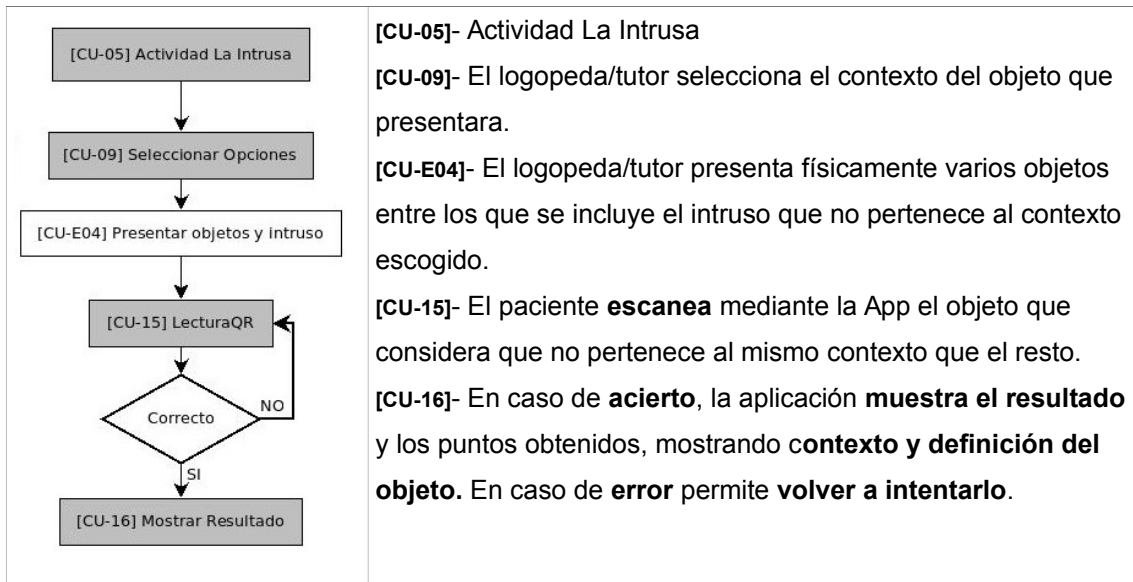 [CU-05] Actividad La Intrusa
[CU-09] Seleccionar Opciones
[CU-E04] Presentar objetos y intruso
[CU-15] LecturaQR
Correcto
NO
SI
[CU-16] Mostrar Resultado
[CU-05]- Actividad La Intrusa
[CU-09]- El logopeda/tutor selecciona el contexto del objeto que
presentara.
[CU-E04]- El logopeda/tutor presenta físicamente varios objetos
entre los que se incluye el intruso que no pertenece al contexto
escogido.
[CU-15]- El paciente escanea mediante la App el objeto que
considera que no pertenece al mismo contexto que el resto.
[CU-16]- En caso de acierto, la aplicación muestra el resultado
y los puntos obtenidos, mostrando contexto y definición del
objeto. En caso de error permite volver a intentarlo.